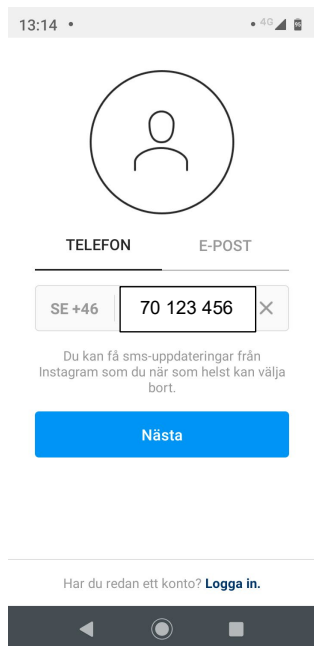 13:14
4G
95
TELEFON
E-POST
SE +46
70 123 456
Du kan få sms-uppdateringar från
Instagram som du när som helst kan välja
bort.
Nästa
Har du redan ett konto? Logga in.